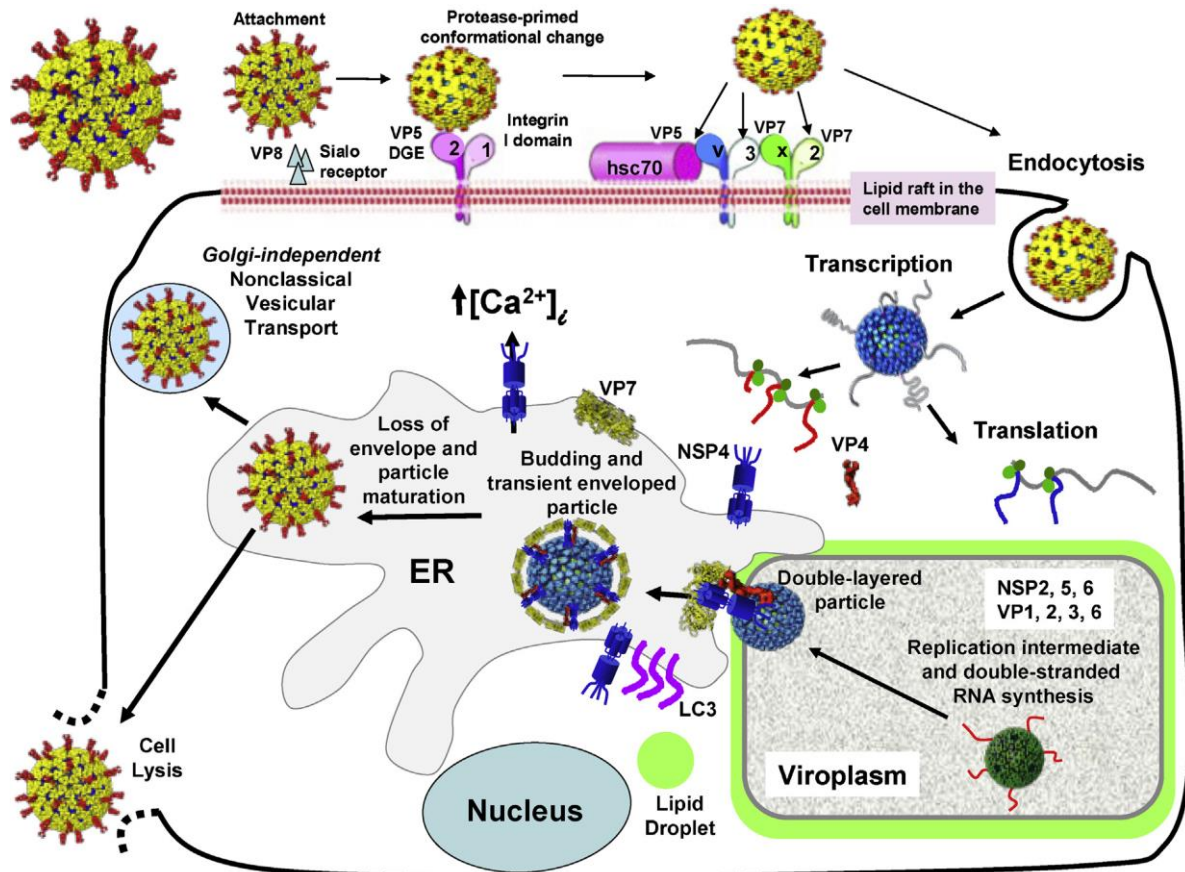 Attachment
Protease-primed
conformational change
VP8
Sialo
receptor
VP5
DGE
2
1
Integrin
I domain
VP5
hsc70
v
3
VP7
x
2
VP7
Lipid raft in the
cell membrane
Endocytosis
Golgi-independent
Nonclassical
Vesicular
Transport
[Ca²⁺]i
Transcription
VP7
Loss of
envelope and
particle
maturation
Budding and
transient enveloped
particle
NSP4
VP4
Translation
ER
Double-layered
particle
NSP2, 5, 6
VP1, 2, 3, 6
Replication intermediate
and double-stranded
RNA synthesis
LC3
Cell
Lysis
Nucleus
Lipid
Droplet
Viroplasm